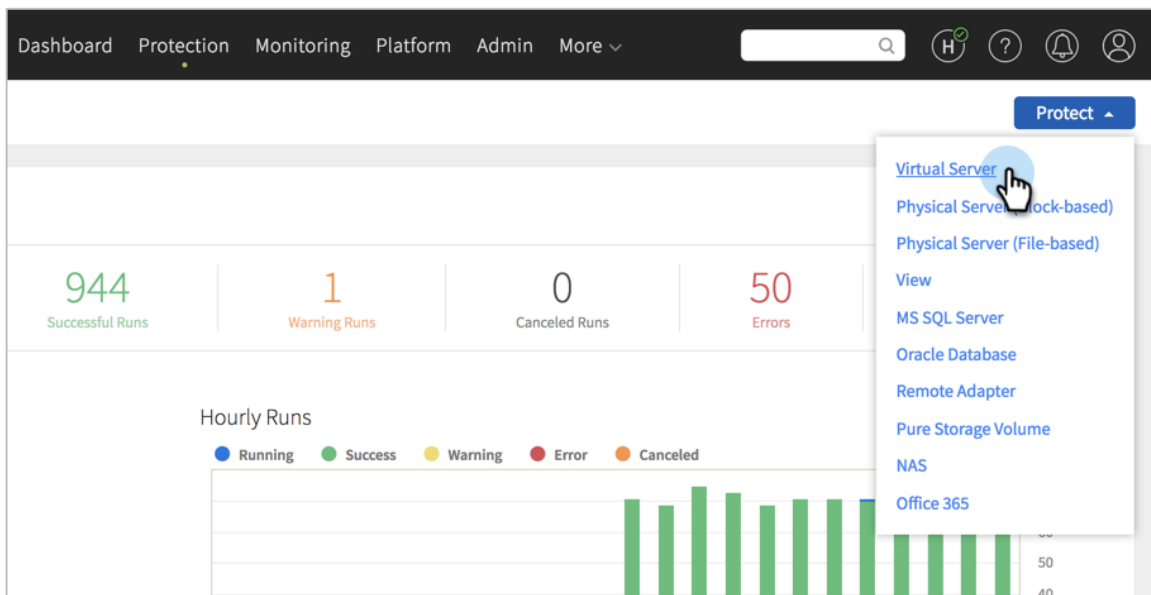 Dashboard Protection Monitoring Platform Admin More
H ?
Protect
Virtual Server
Physical Server ock-based)
Physical Server (File-based)
View
MS SQL Server
Oracle Database
Remote Adapter
Pure Storage Volume
NAS
Office 365
944
Successful Runs
1
Warning Runs
0
Canceled Runs
50
Errors
Hourly Runs
Running Success Warning Error Canceled
50